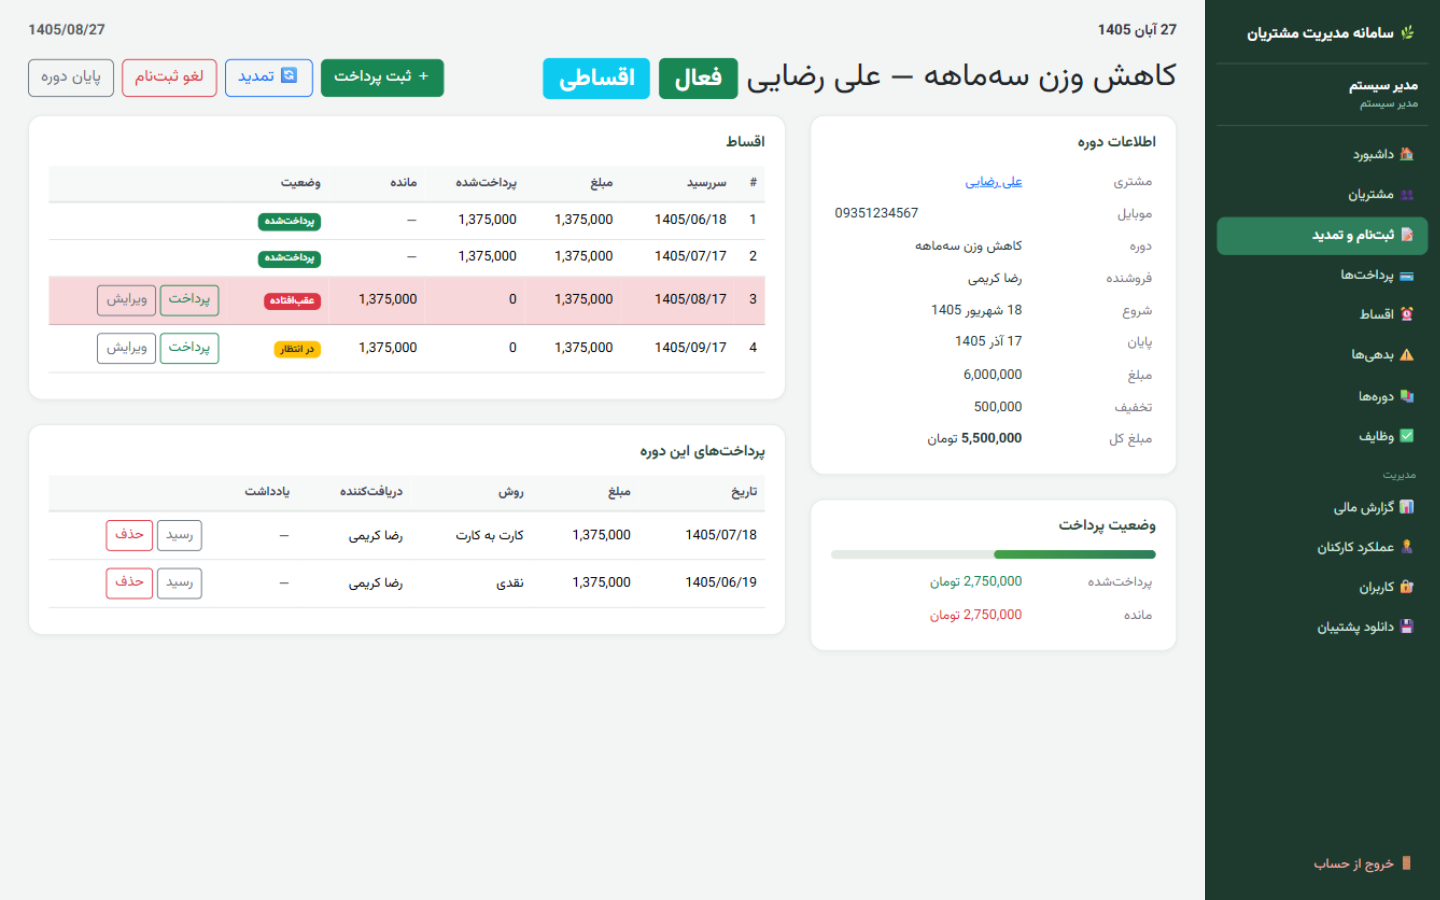 سامانه مدیریت مشتریان
مدیر سیستم
مدیر سیستم
داشبورد
مشتریان
ثبت‌نام و تمدید
پرداخت‌ها
اقساط
بدهی‌ها
دوره‌ها
وظایف
مدیریت
گزارش مالی
عملکرد کارکنان
کاربران
دانلود پشتیبان
خروج از حساب
27 آبان 1405
1405/08/27
کاهش وزن سه‌ماهه — علی رضایی فعال اقساطی
+ ثبت پرداخت
تمدید
لغو ثبت‌نام
پایان دوره
اطلاعات دوره
مشتری علی رضایی
موبایل 09351234567
دوره کاهش وزن سه‌ماهه
فروشنده رضا کریمی
شروع 18 شهریور 1405
پایان 17 آذر 1405
مبلغ 6,000,000
تخفیف 500,000
مبلغ کل 5,500,000 تومان
وضعیت پرداخت
پرداخت‌شده 2,750,000 تومان
مانده 2,750,000 تومان
اقساط
# سررسید مبلغ پرداخت‌شده مانده وضعیت
1 1405/06/18 1,375,000 1,375,000 — پرداخت‌شده
2 1405/07/17 1,375,000 1,375,000 — پرداخت‌شده
3 1405/08/17 1,375,000 0 1,375,000 عقب‌افتاده پرداخت ویرایش
4 1405/09/17 1,375,000 0 1,375,000 در انتظار پرداخت ویرایش
پرداخت‌های این دوره
تاریخ مبلغ روش دریافت‌کننده یادداشت
1405/07/18 1,375,000 کارت به کارت رضا کریمی — رسید حذف
1405/06/19 1,375,000 نقدی رضا کریمی — رسید حذف